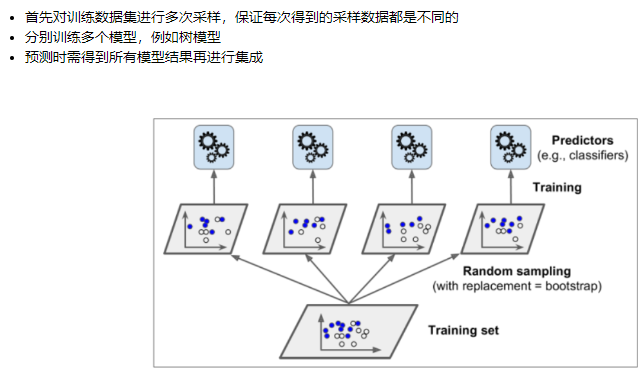 首先对训练数据集进行多次采样，保证每次得到的采样数据都是不同的
分别训练多个模型，例如树模型
预测时需得到所有模型结果再进行集成
Predictors
(e.g., classifiers)
Training
Random sampling
(with replacement = bootstrap)
Training set